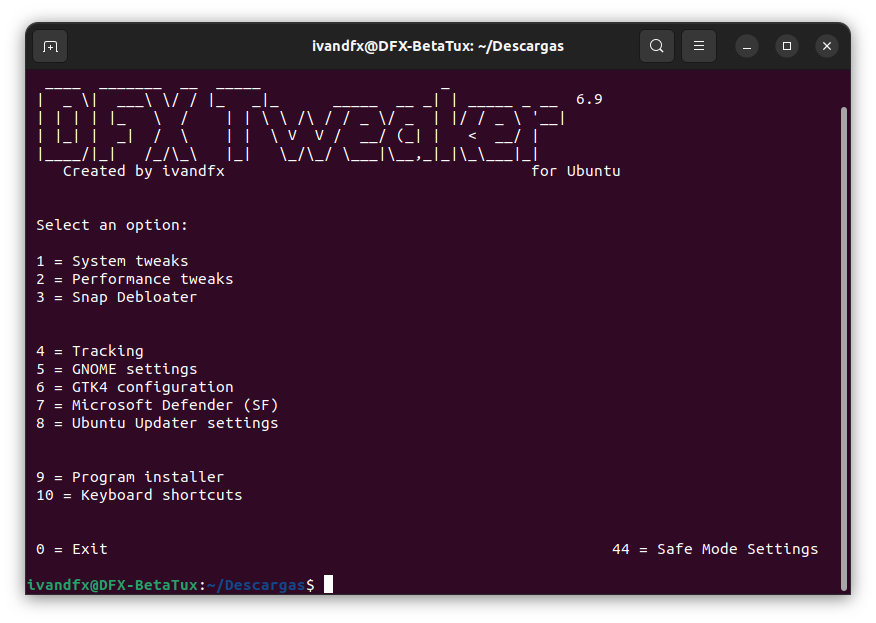 ivandfx@DFX-BetaTux: ~/Descargas
DFX Tweaker 6.9
Created by ivandfx for Ubuntu
Select an option:
1 = System tweaks
2 = Performance tweaks
3 = Snap Debloater
4 = Tracking
5 = GNOME settings
6 = GTK4 configuration
7 = Microsoft Defender (SF)
8 = Ubuntu Updater settings
9 = Program installer
10 = Keyboard shortcuts
0 = Exit 44 = Safe Mode Settings
ivandfx@DFX-BetaTux:~/Descargas$